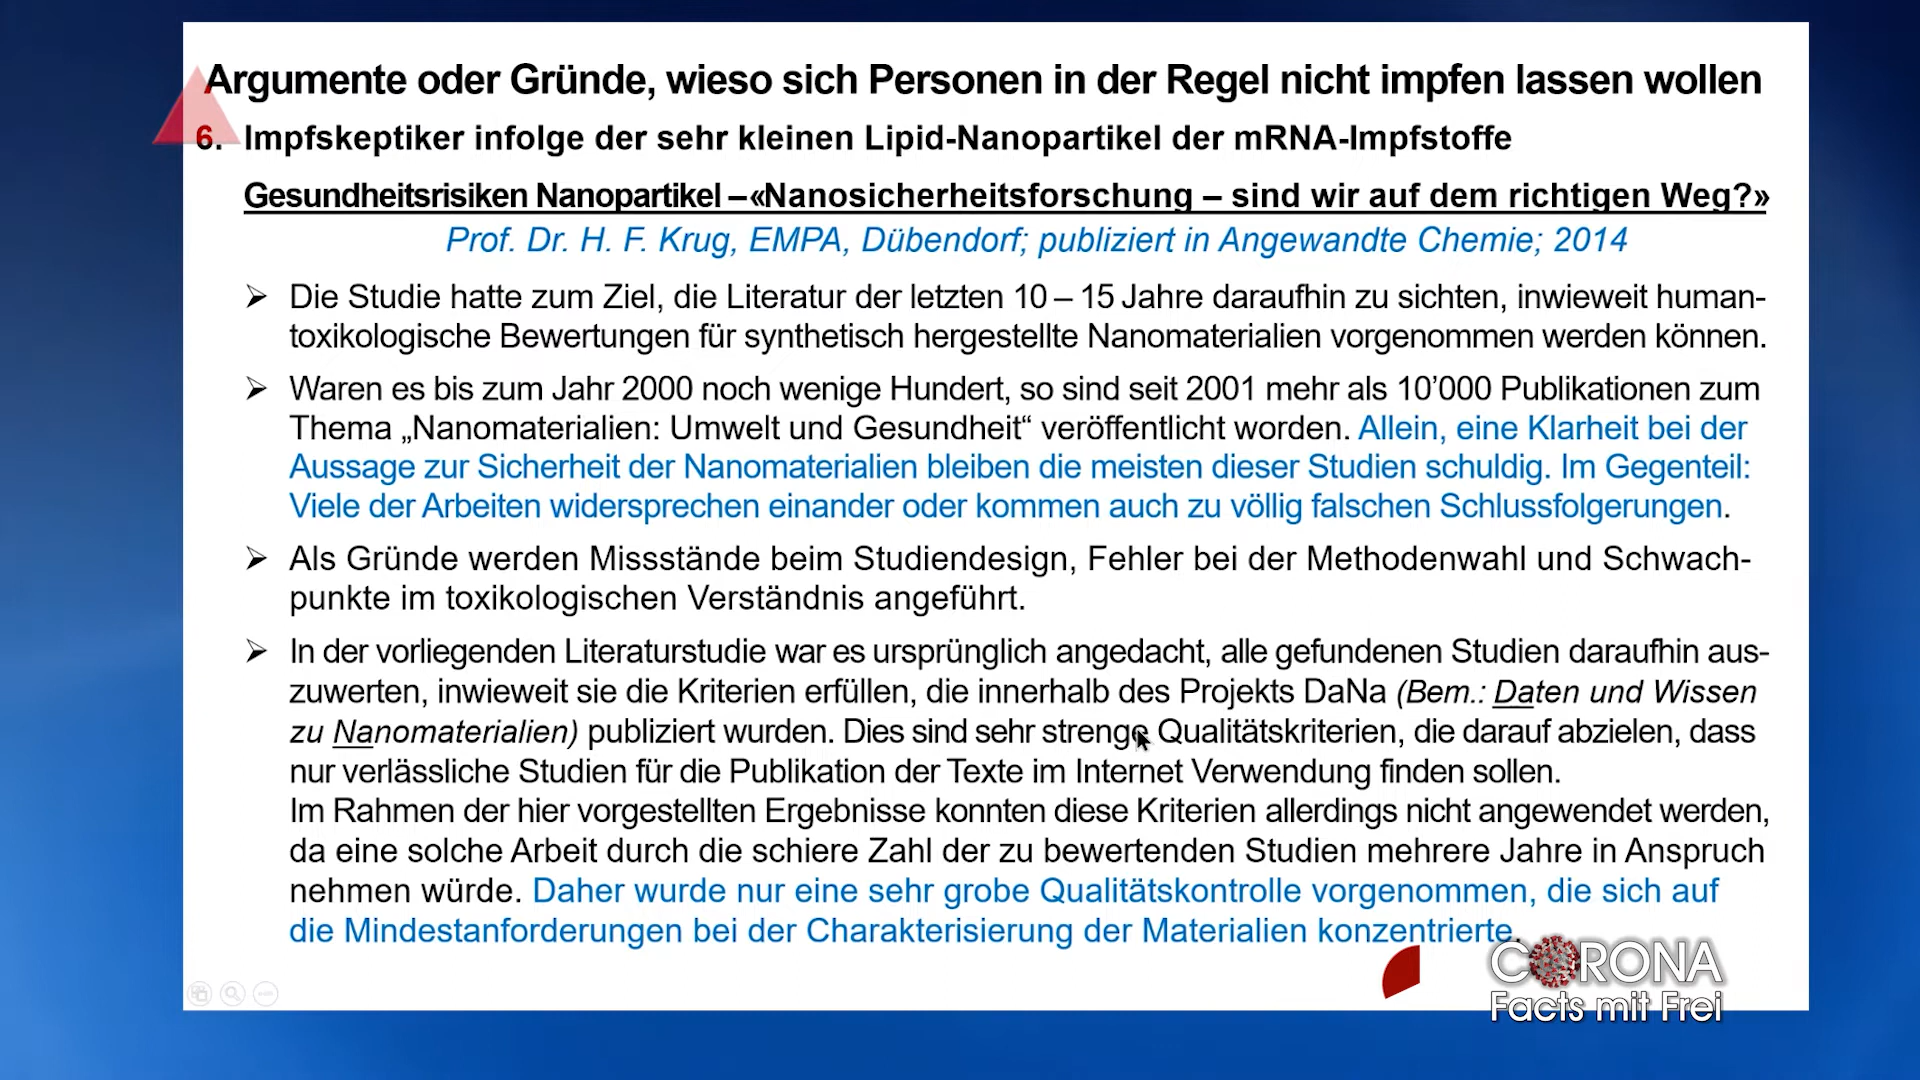 Argumente oder Gründe, wieso sich Personen in der Regel nicht impfen lassen wollen
6. Impfskeptiker infolge der sehr kleinen Lipid-Nanopartikel der mRNA-Impfstoffe
Gesundheitsrisiken Nanopartikel –«Nanosicherheitsforschung – sind wir auf dem richtigen Weg?»
Prof. Dr. H. F. Krug, EMPA, Dübendorf; publiziert in Angewandte Chemie; 2014
➢ Die Studie hatte zum Ziel, die Literatur der letzten 10 – 15 Jahre daraufhin zu sichten, inwieweit human-
toxikologische Bewertungen für synthetisch hergestellte Nanomaterialien vorgenommen werden können.
➢ Waren es bis zum Jahr 2000 noch wenige Hundert, so sind seit 2001 mehr als 10’000 Publikationen zum
Thema „Nanomaterialien: Umwelt und Gesundheit“ veröffentlicht worden. Allein, eine Klarheit bei der
Aussage zur Sicherheit der Nanomaterialien bleiben die meisten dieser Studien schuldig. Im Gegenteil:
Viele der Arbeiten widersprechen einander oder kommen auch zu völlig falschen Schlussfolgerungen.
➢ Als Gründe werden Missstände beim Studiendesign, Fehler bei der Methodenwahl und Schwach-
punkte im toxikologischen Verständnis angeführt.
➢ In der vorliegenden Literaturstudie war es ursprünglich angedacht, alle gefundenen Studien daraufhin aus-
zuwerten, inwieweit sie die Kriterien erfüllen, die innerhalb des Projekts DaNa (Bem.: Daten und Wissen
zu Nanomaterialien) publiziert wurden. Dies sind sehr strenge Qualitätskriterien, die darauf abzielen, dass
nur verlässliche Studien für die Publikation der Texte im Internet Verwendung finden sollen.
Im Rahmen der hier vorgestellten Ergebnisse konnten diese Kriterien allerdings nicht angewendet werden,
da eine solche Arbeit durch die schiere Zahl der zu bewertenden Studien mehrere Jahre in Anspruch
nehmen würde. Daher wurde nur eine sehr grobe Qualitätskontrolle vorgenommen, die sich auf
die Mindestanforderungen bei der Charakterisierung der Materialien konzentrierte.
CORONA
Facts mit Frei